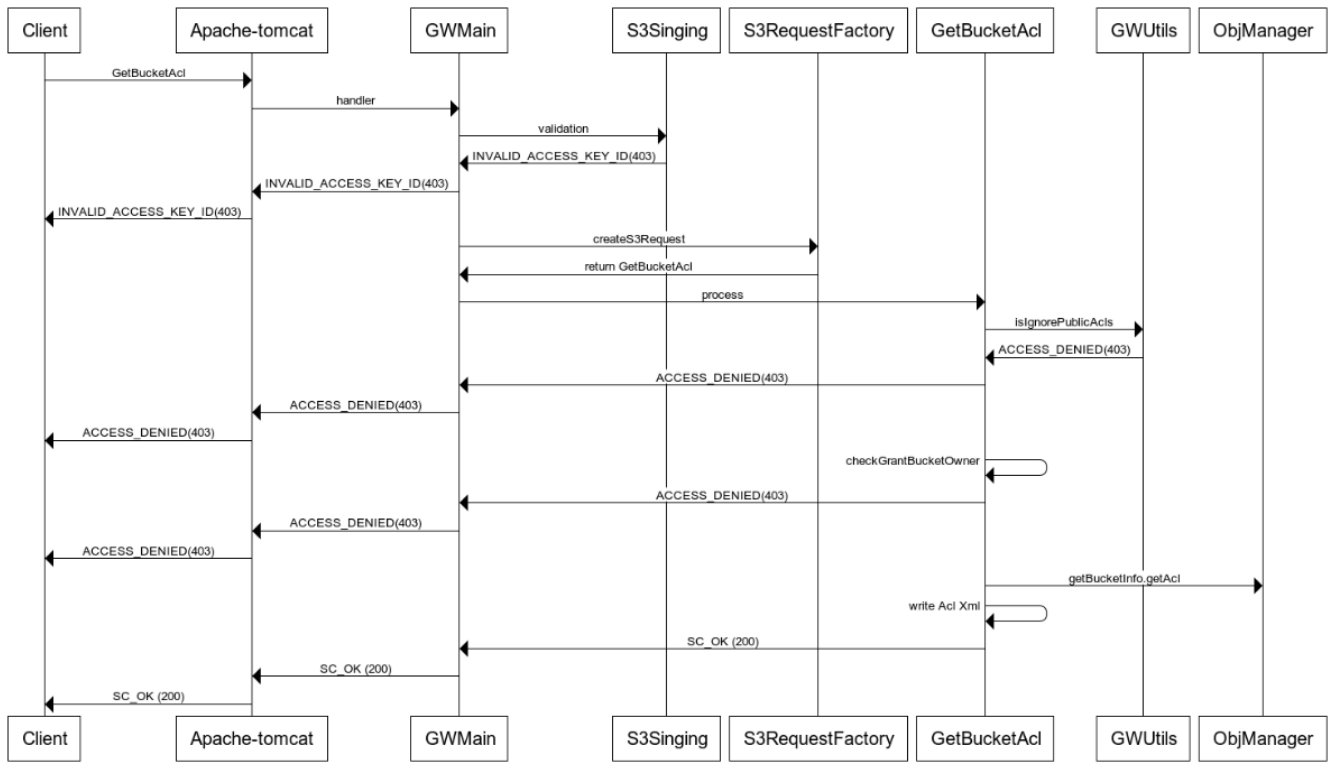 Client Apache-tomcat GWMain S3Singing S3RequestFactory GetBucketAcl GWUtils ObjManager
GetBucketAcl
handler
validation
INVALID_ACCESS_KEY_ID(403)
INVALID_ACCESS_KEY_ID(403)
INVALID_ACCESS_KEY_ID(403)
createS3Request
return GetBucketAcl
process
isIgnorePublicAcls
ACCESS_DENIED(403)
ACCESS_DENIED(403)
ACCESS_DENIED(403)
ACCESS_DENIED(403)
checkGrantBucketOwner
ACCESS_DENIED(403)
ACCESS_DENIED(403)
ACCESS_DENIED(403)
getBucketInfo.getAcl
write Acl Xml
SC_OK (200)
SC_OK (200)
SC_OK (200)
Client Apache-tomcat GWMain S3Singing S3RequestFactory GetBucketAcl GWUtils ObjManager